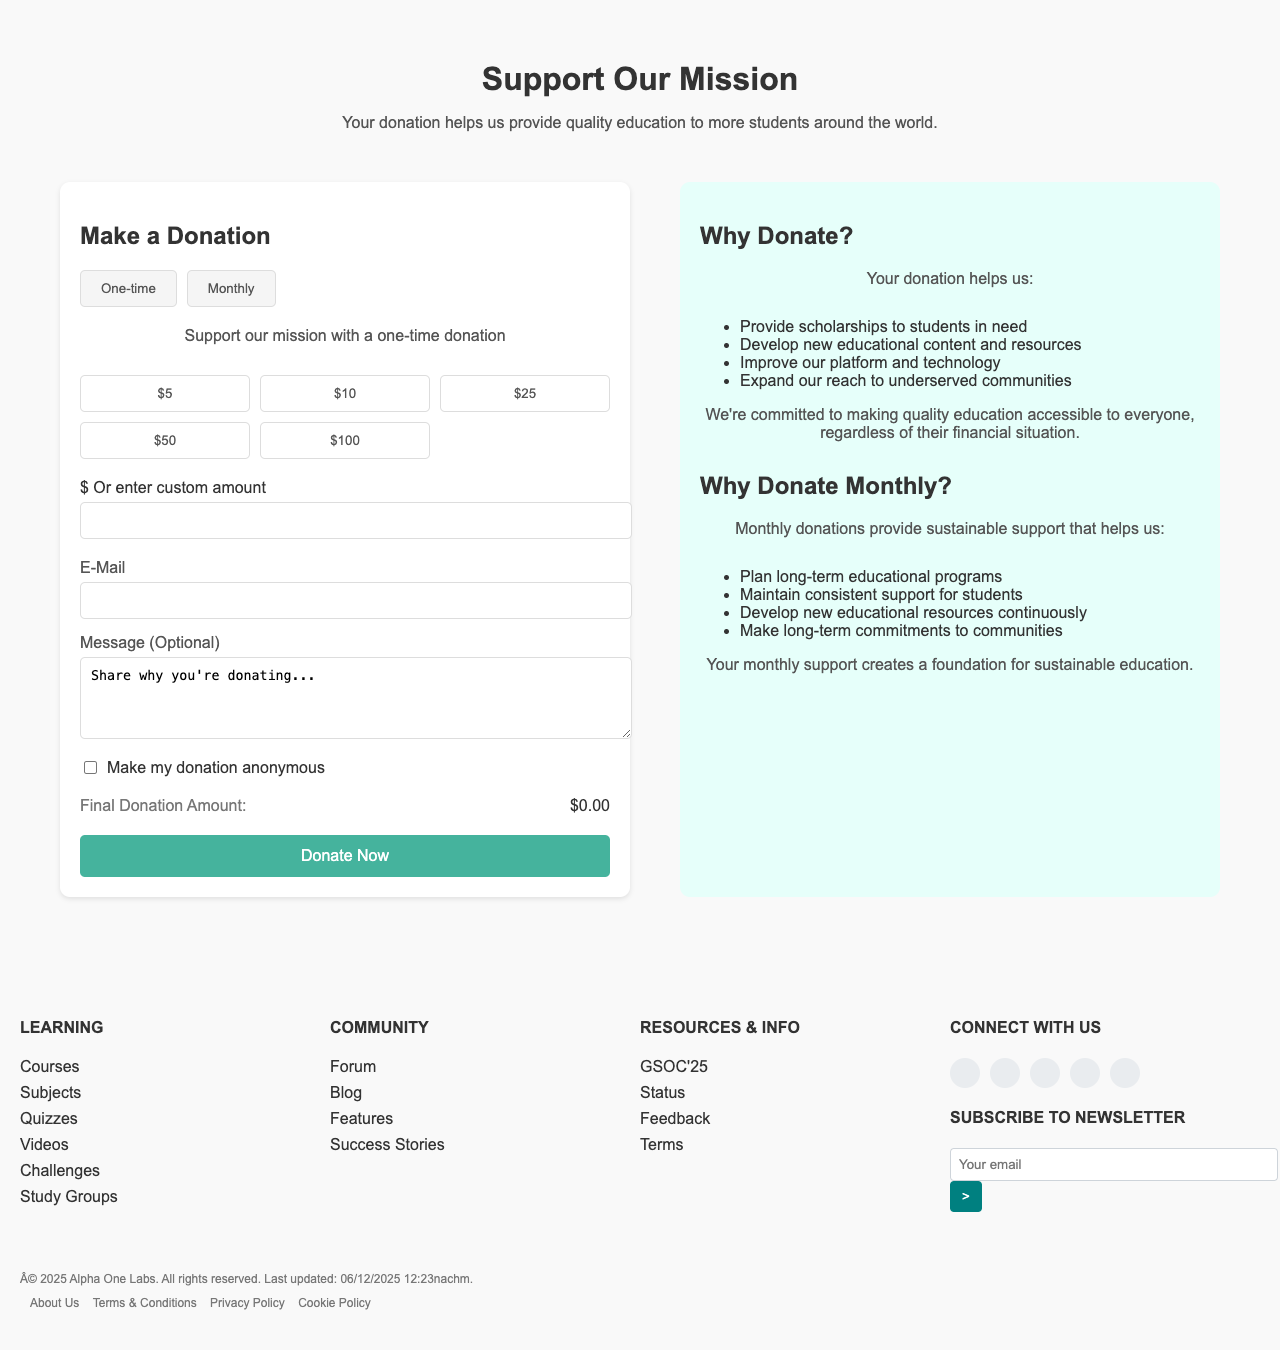 Support Our Mission
Your donation helps us provide quality education to more students around the world.
Make a Donation
One-time
Monthly
Support our mission with a one-time donation
$5
$10
$25
$50
$100
$ Or enter custom amount
E-Mail
Message (Optional)
Share why you're donating...
Make my donation anonymous
Final Donation Amount:
$0.00
Donate Now
Why Donate?
Your donation helps us:
Provide scholarships to students in need
Develop new educational content and resources
Improve our platform and technology
Expand our reach to underserved communities
We're committed to making quality education accessible to everyone,
regardless of their financial situation.
Why Donate Monthly?
Monthly donations provide sustainable support that helps us:
Plan long-term educational programs
Maintain consistent support for students
Develop new educational resources continuously
Make long-term commitments to communities
Your monthly support creates a foundation for sustainable education.
LEARNING
Courses
Subjects
Quizzes
Videos
Challenges
Study Groups
COMMUNITY
Forum
Blog
Features
Success Stories
RESOURCES & INFO
GSOC'25
Status
Feedback
Terms
CONNECT WITH US
SUBSCRIBE TO NEWSLETTER
Your email
>
Â© 2025 Alpha One Labs. All rights reserved. Last updated: 06/12/2025 12:23nachm.
About Us Terms & Conditions Privacy Policy Cookie Policy